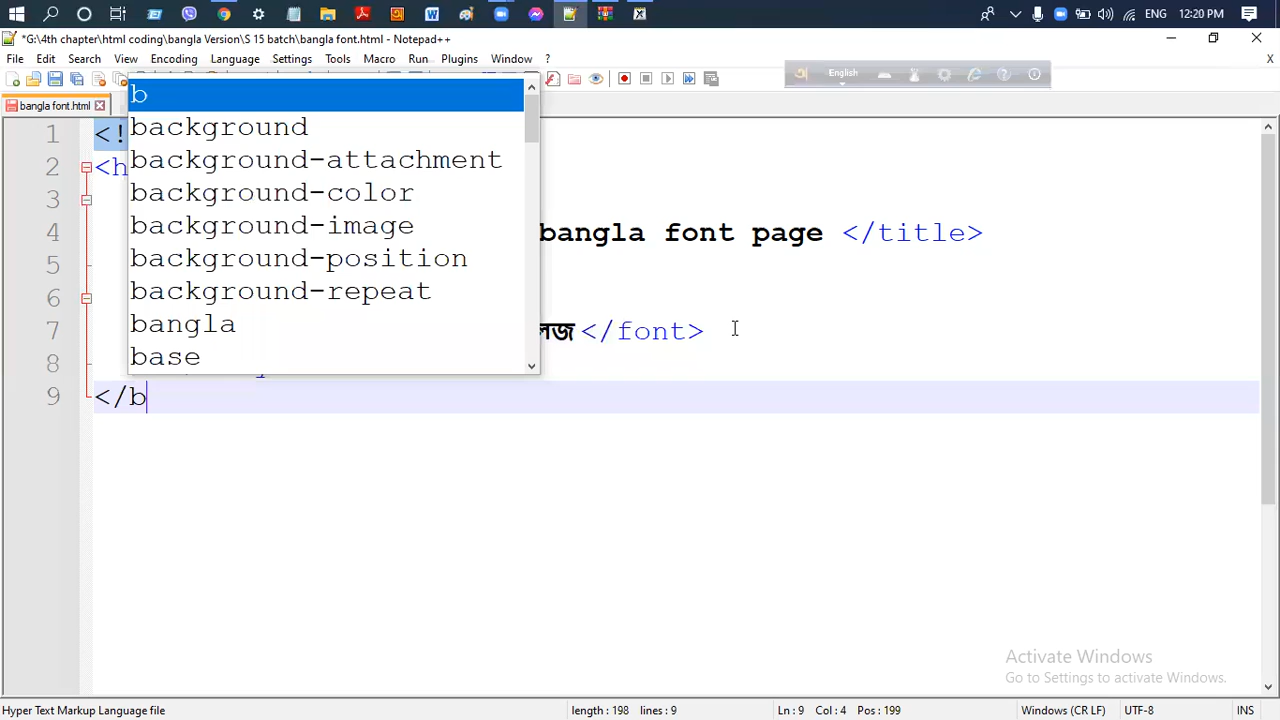 ENG 12:20 PM
*G:\4th chapter\html coding\bangla Version\S 15 batch\bangla font.html - Notepad++
File Edit Search View Encoding Language Settings Tools Macro Run Plugins Window ? X
English
bangla font.html
b
background
background-attachment
background-color
background-image
background-position
background-repeat
bangla
base
1 <!
2 <h
3
4 bangla font page </title>
5
6
7 লজ</font>
8
9 </b
Activate Windows
Go to Settings to activate Windows.
Hyper Text Markup Language file length : 198 lines : 9 Ln : 9 Col : 4 Pos : 199 Windows (CR LF) UTF-8 INS